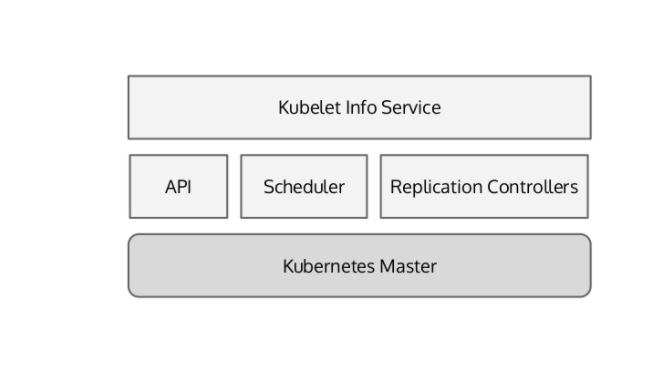 Kubelet Info Service
API
Scheduler
Replication Controllers
Kubernetes Master